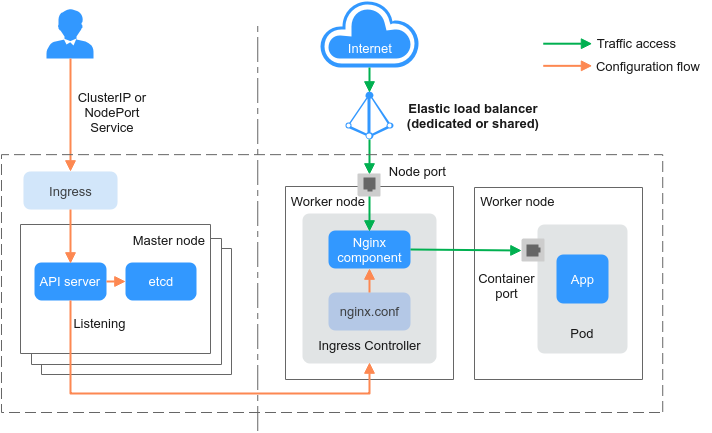 Internet
Traffic access
Configuration flow
ClusterIP or
NodePort
Service
Elastic load balancer
(dedicated or shared)
Node port
Ingress
Worker node
Worker node
Master node
Nginx
component
API server
etcd
Container
port
App
Listening
nginx.conf
Ingress Controller
Pod